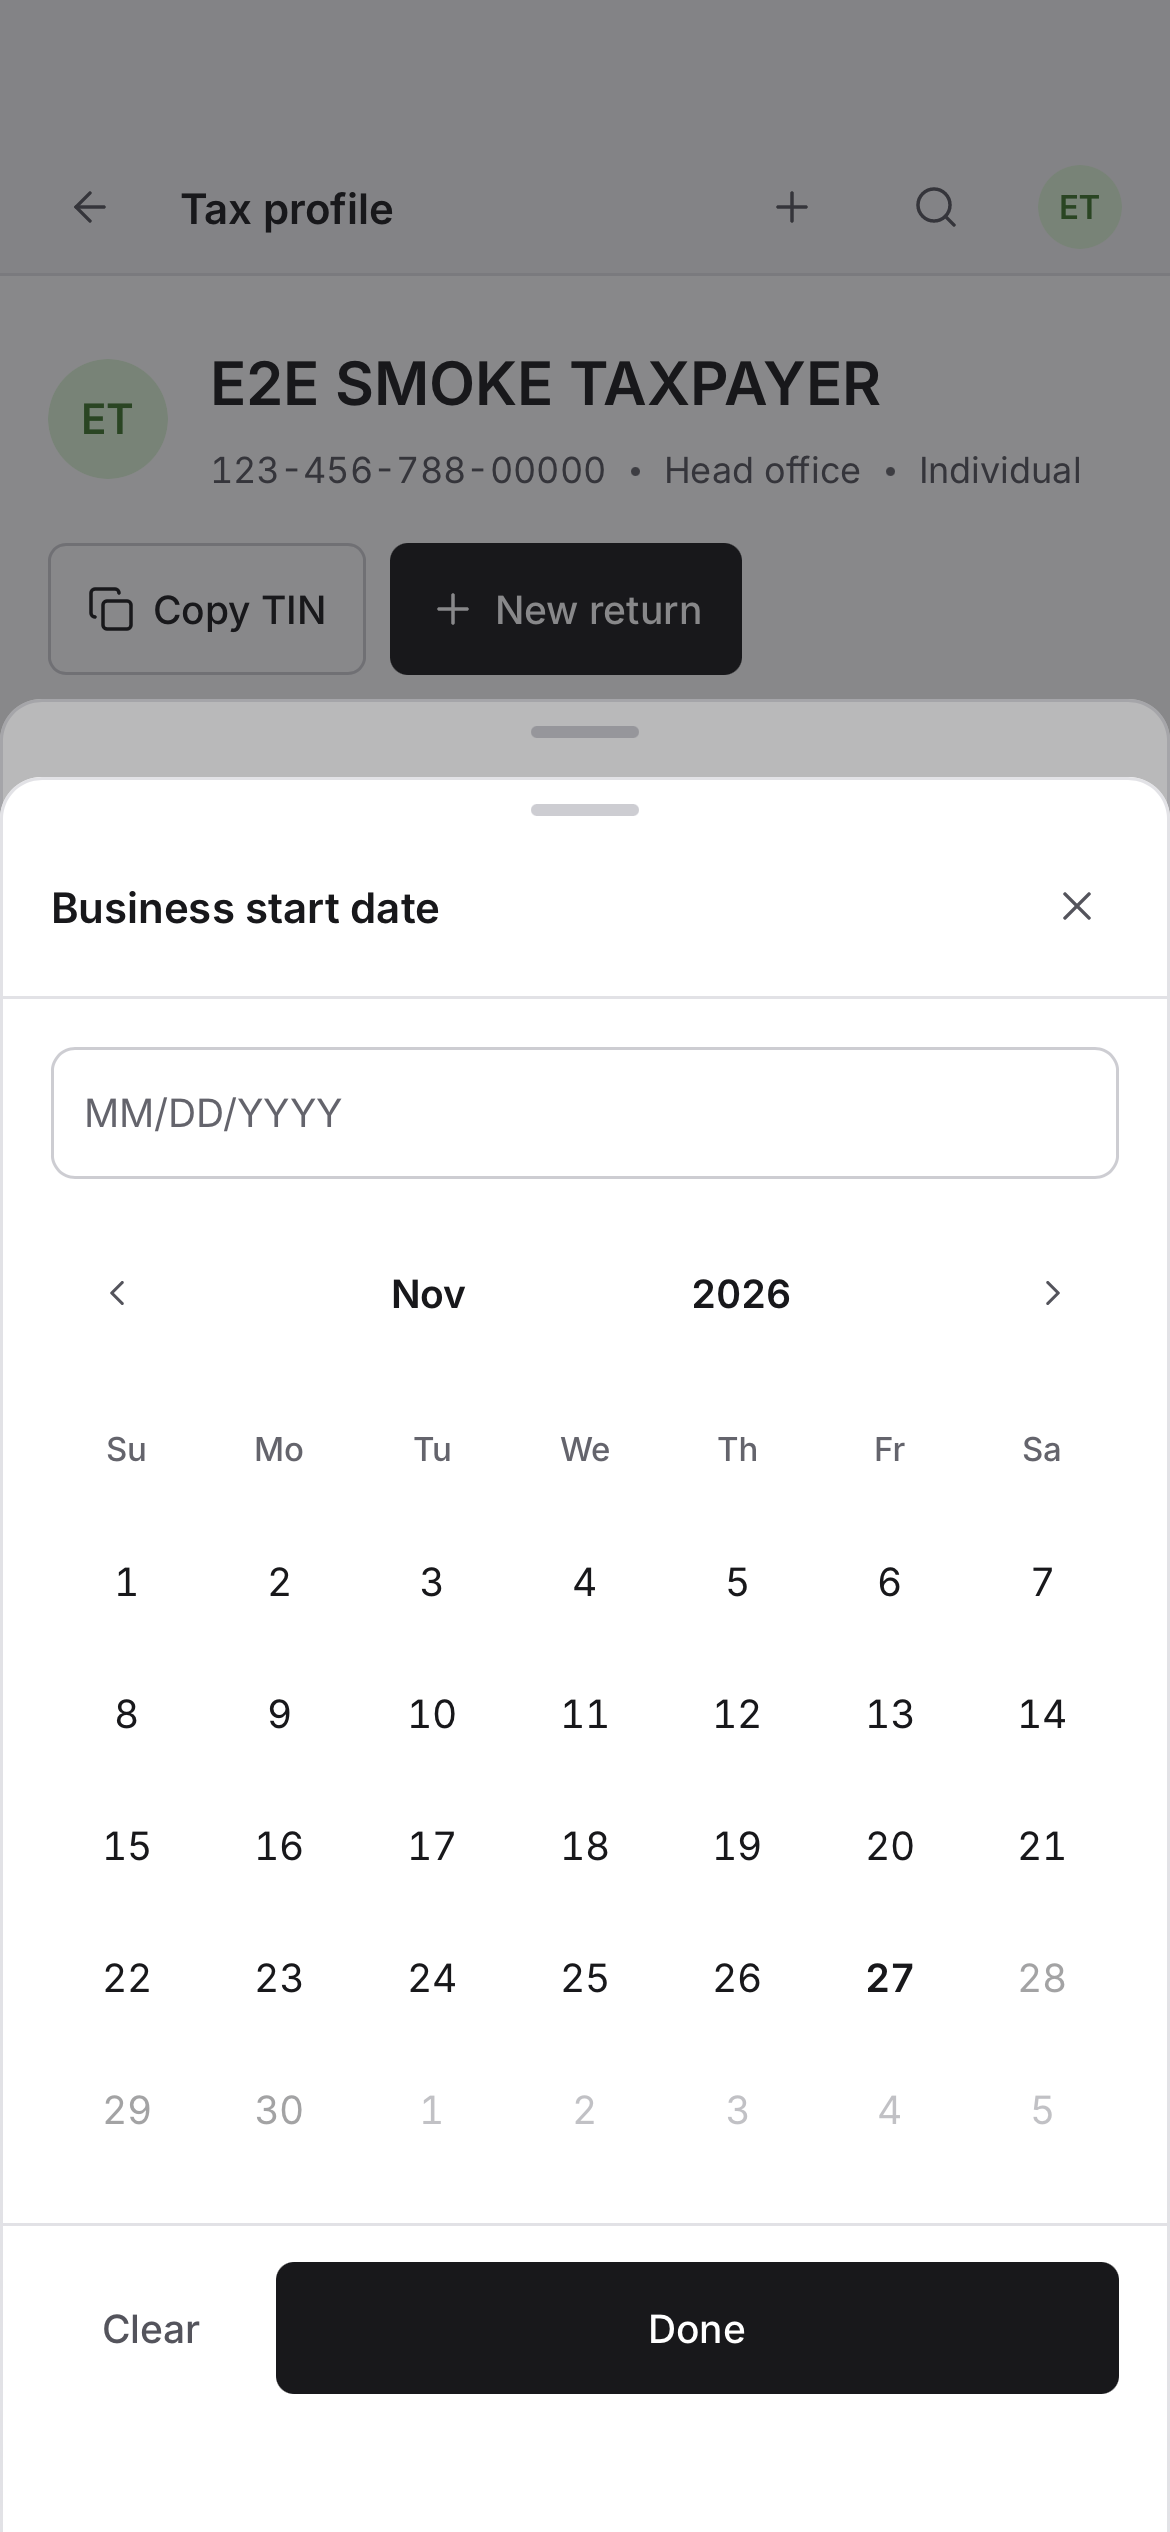 Tax profile
ET
ET
E2E SMOKE TAXPAYER
123-456-788-00000 • Head office • Individual
Copy TIN
New return
Business start date
MM/DD/YYYY
Nov 2026
Su Mo Tu We Th Fr Sa
1 2 3 4 5 6 7
8 9 10 11 12 13 14
15 16 17 18 19 20 21
22 23 24 25 26 27 28
29 30 1 2 3 4 5
Clear
Done